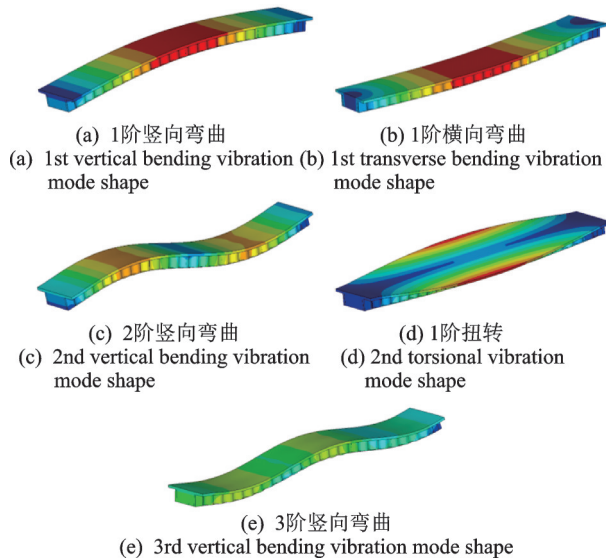 (a) 1阶竖向弯曲
(a) 1st vertical bending vibration
mode shape
(b) 1阶横向弯曲
(b) 1st transverse bending vibration
mode shape
(c) 2阶竖向弯曲
(c) 2nd vertical bending vibration
mode shape
(d) 1阶扭转
(d) 2nd torsional vibration
mode shape
(e) 3阶竖向弯曲
(e) 3rd vertical bending vibration mode shape